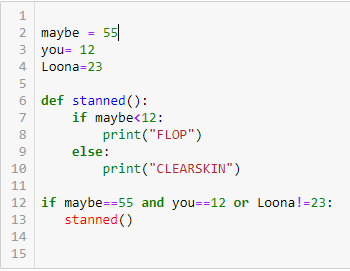 1
2 maybe = 55
3 you= 12
4 Loona=23
5
6 def stanned():
7     if maybe<12:
8         print("FLOP")
9     else:
10         print("CLEARSKIN")
11
12 if maybe==55 and you==12 or Loona!=23:
13    stanned()
14
15